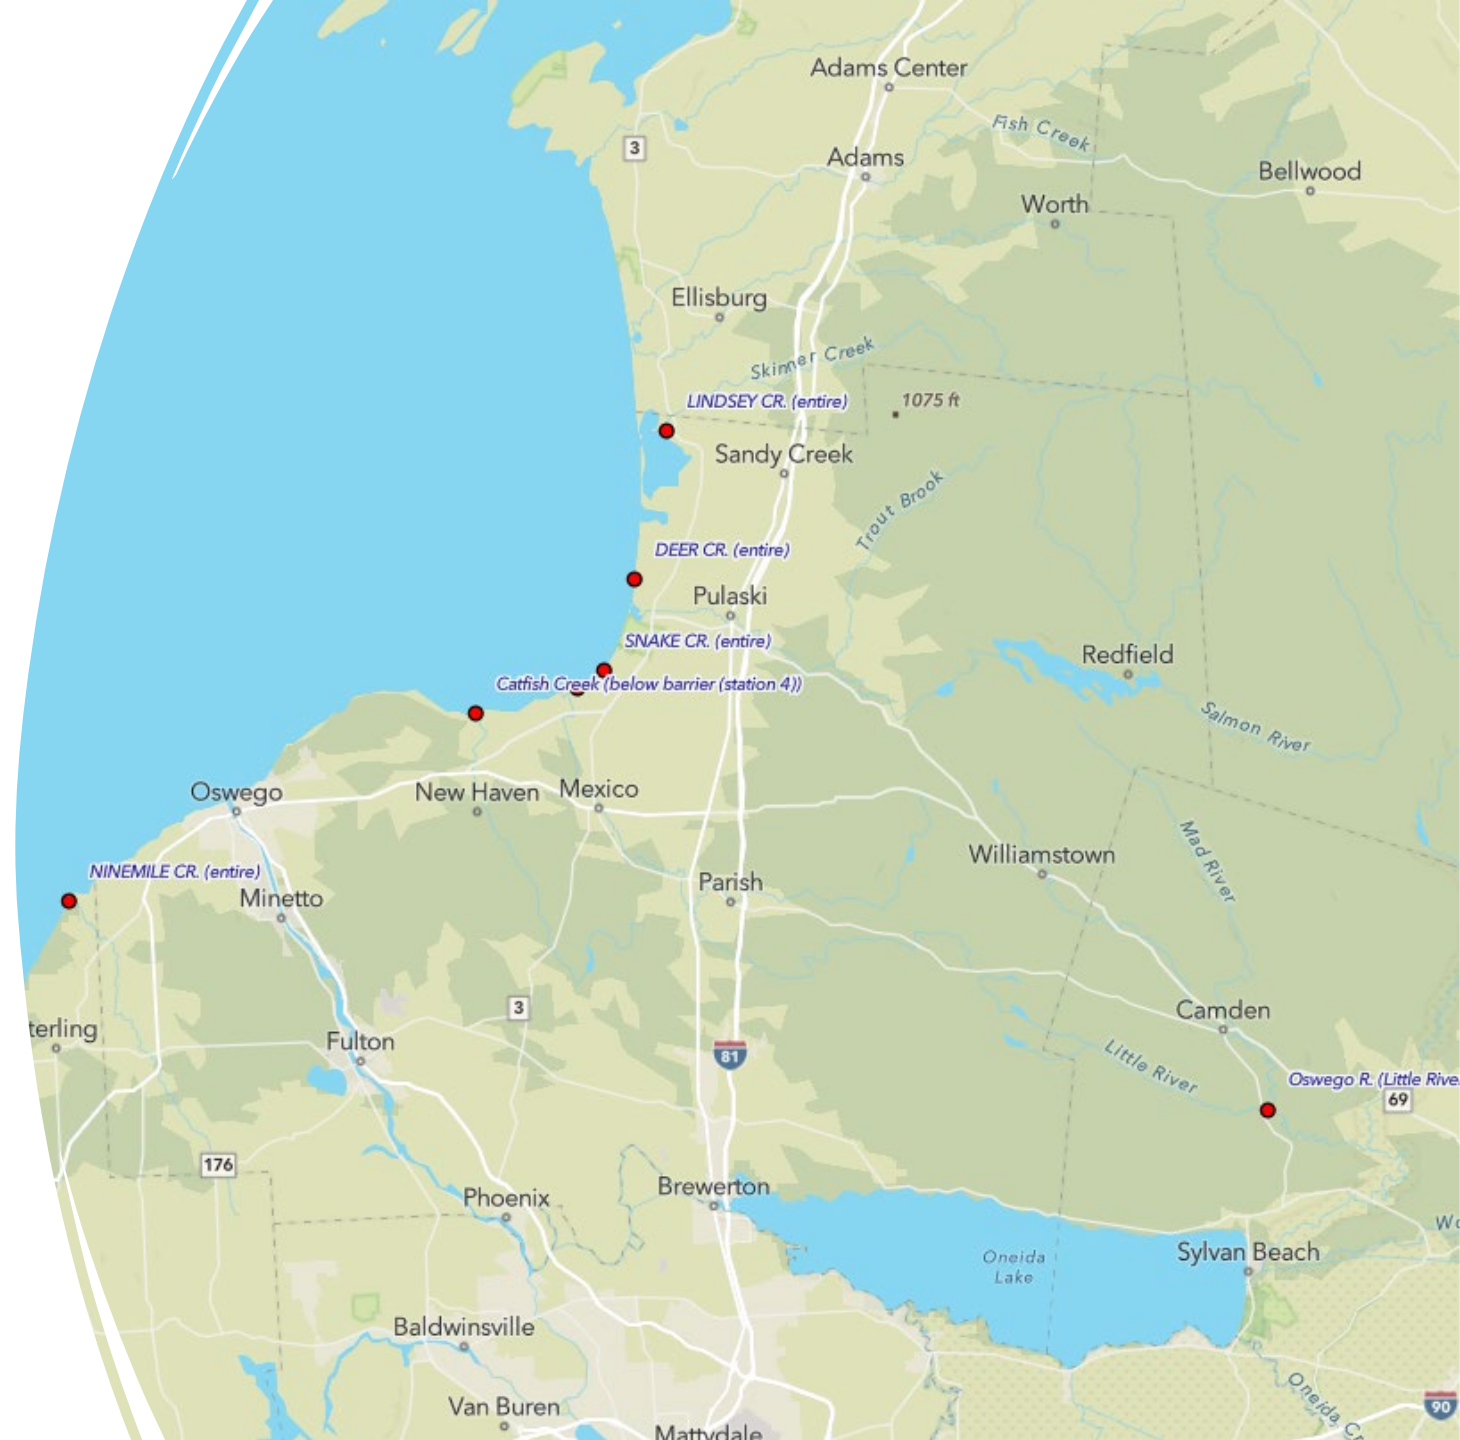 Adams Center
Fish Creek
3
Adams
Bellwood
Worth
Ellisburg
Skinner Creek
LINDSEY CR. (entire)
1075 ft
Sandy Creek
Trout Brook
DEER CR. (entire)
Pulaski
SNAKE CR. (entire)
Redfield
Catfish Creek (below barrier (station 4))
Salmon River
Oswego
New Haven
Mexico
Mad River
Williamstown
NINEMILE CR. (entire)
Parish
Minetto
3
Camden
terling
Fulton
81
Little River
Oswego R. (Little Rive
69
176
Brewerton
Phoenix
Wo
Sylvan Beach
Oneida
Lake
Baldwinsville
Oneida Cr
Van Buren
90
Mattydale